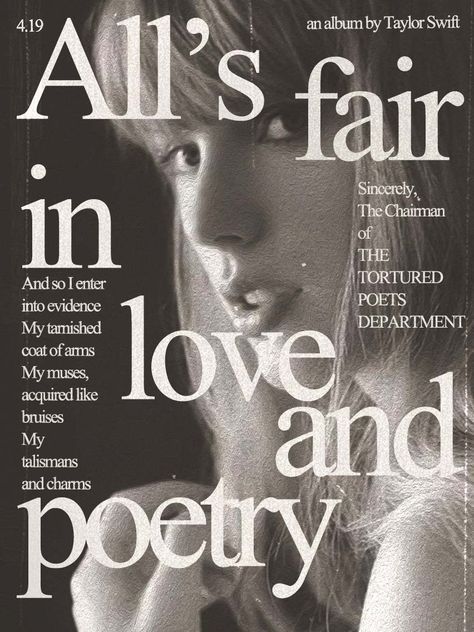 4.19
an album by Taylor Swift
All's
fair
in
Sincerely,
The Chairman
of
THE
TORTURED
POETS
DEPARTMENT
And so I enter
into evidence
My tarnished
coat of arms
My muses,
acquired like
bruises
My
talismans
and charms
love
and
poetry